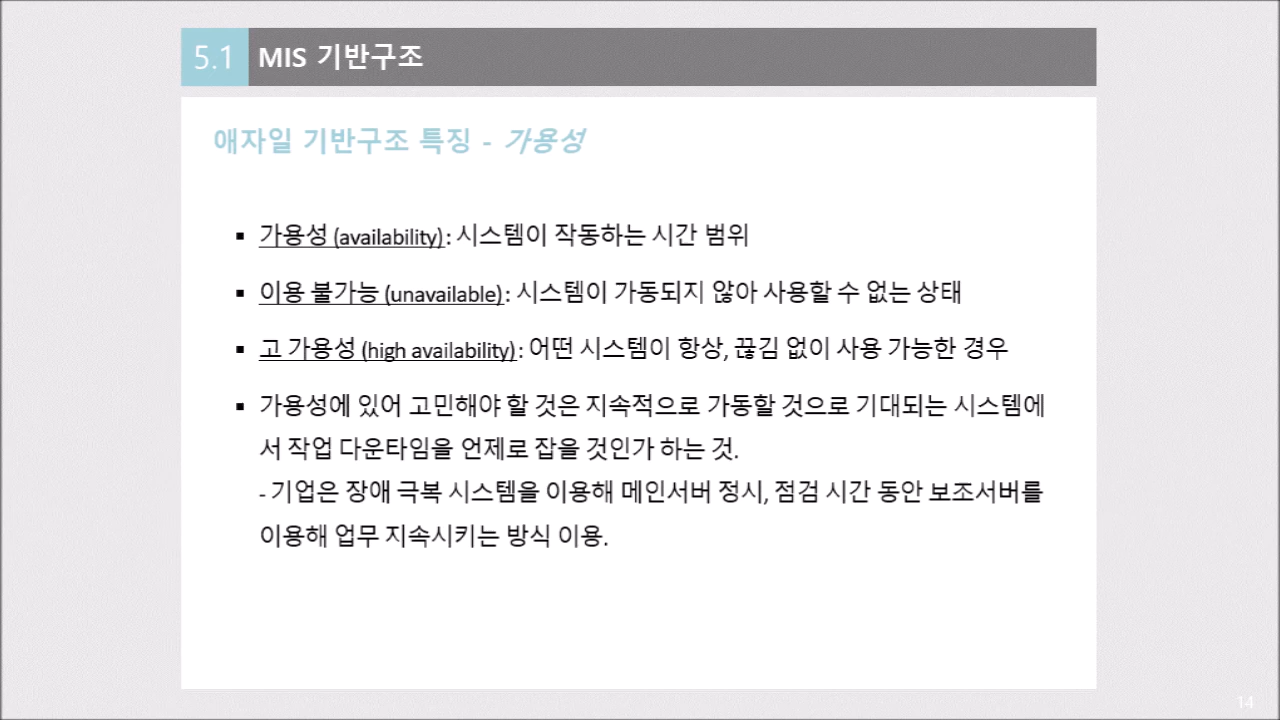 5.1 MIS 기반구조
애자일 기반구조 특징 - 가용성
▪ 가용성 (availability): 시스템이 작동하는 시간 범위
▪ 이용 불가능 (unavailable): 시스템이 가동되지 않아 사용할 수 없는 상태
▪ 고 가용성 (high availability): 어떤 시스템이 항상, 끊김 없이 사용 가능한 경우
▪ 가용성에 있어 고민해야 할 것은 지속적으로 가동할 것으로 기대되는 시스템에
서 작업 다운타임을 언제로 잡을 것인가 하는 것.
- 기업은 장애 극복 시스템을 이용해 메인서버 정시, 점검 시간 동안 보조서버를
이용해 업무 지속시키는 방식 이용.
14